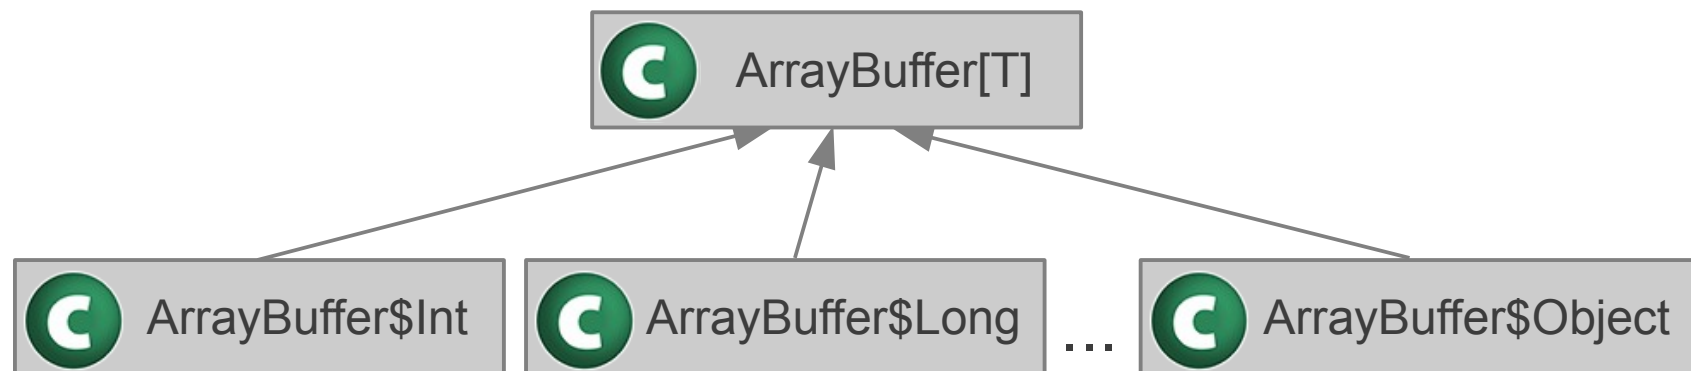 C ArrayBuffer[T]
C ArrayBuffer$Int
C ArrayBuffer$Long
...
C ArrayBuffer$Object